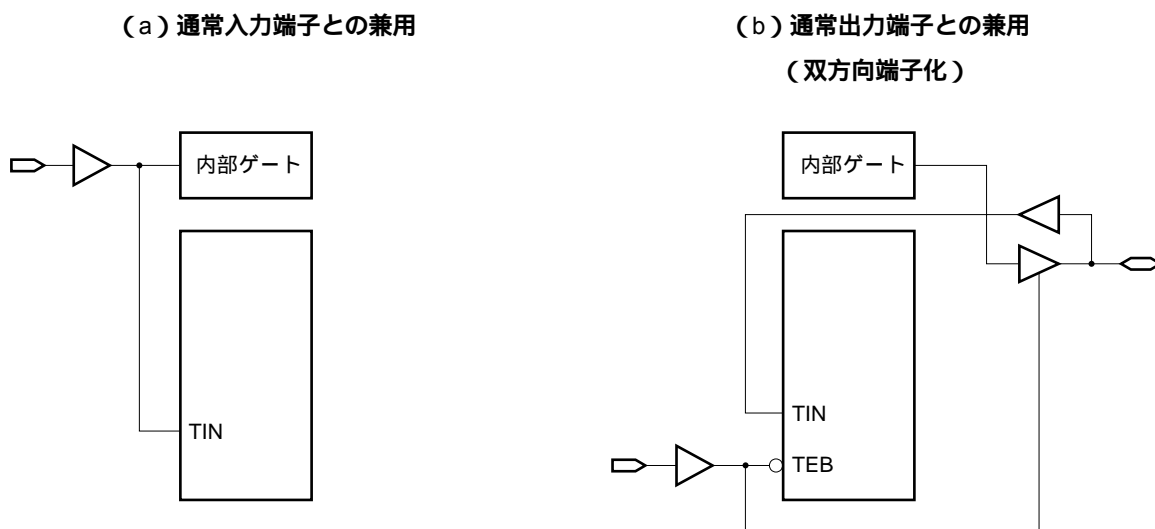 （a）通常入力端子との兼用
内部ゲート
TIN
（b）通常出力端子との兼用
（双方向端子化）
内部ゲート
TIN
TEB